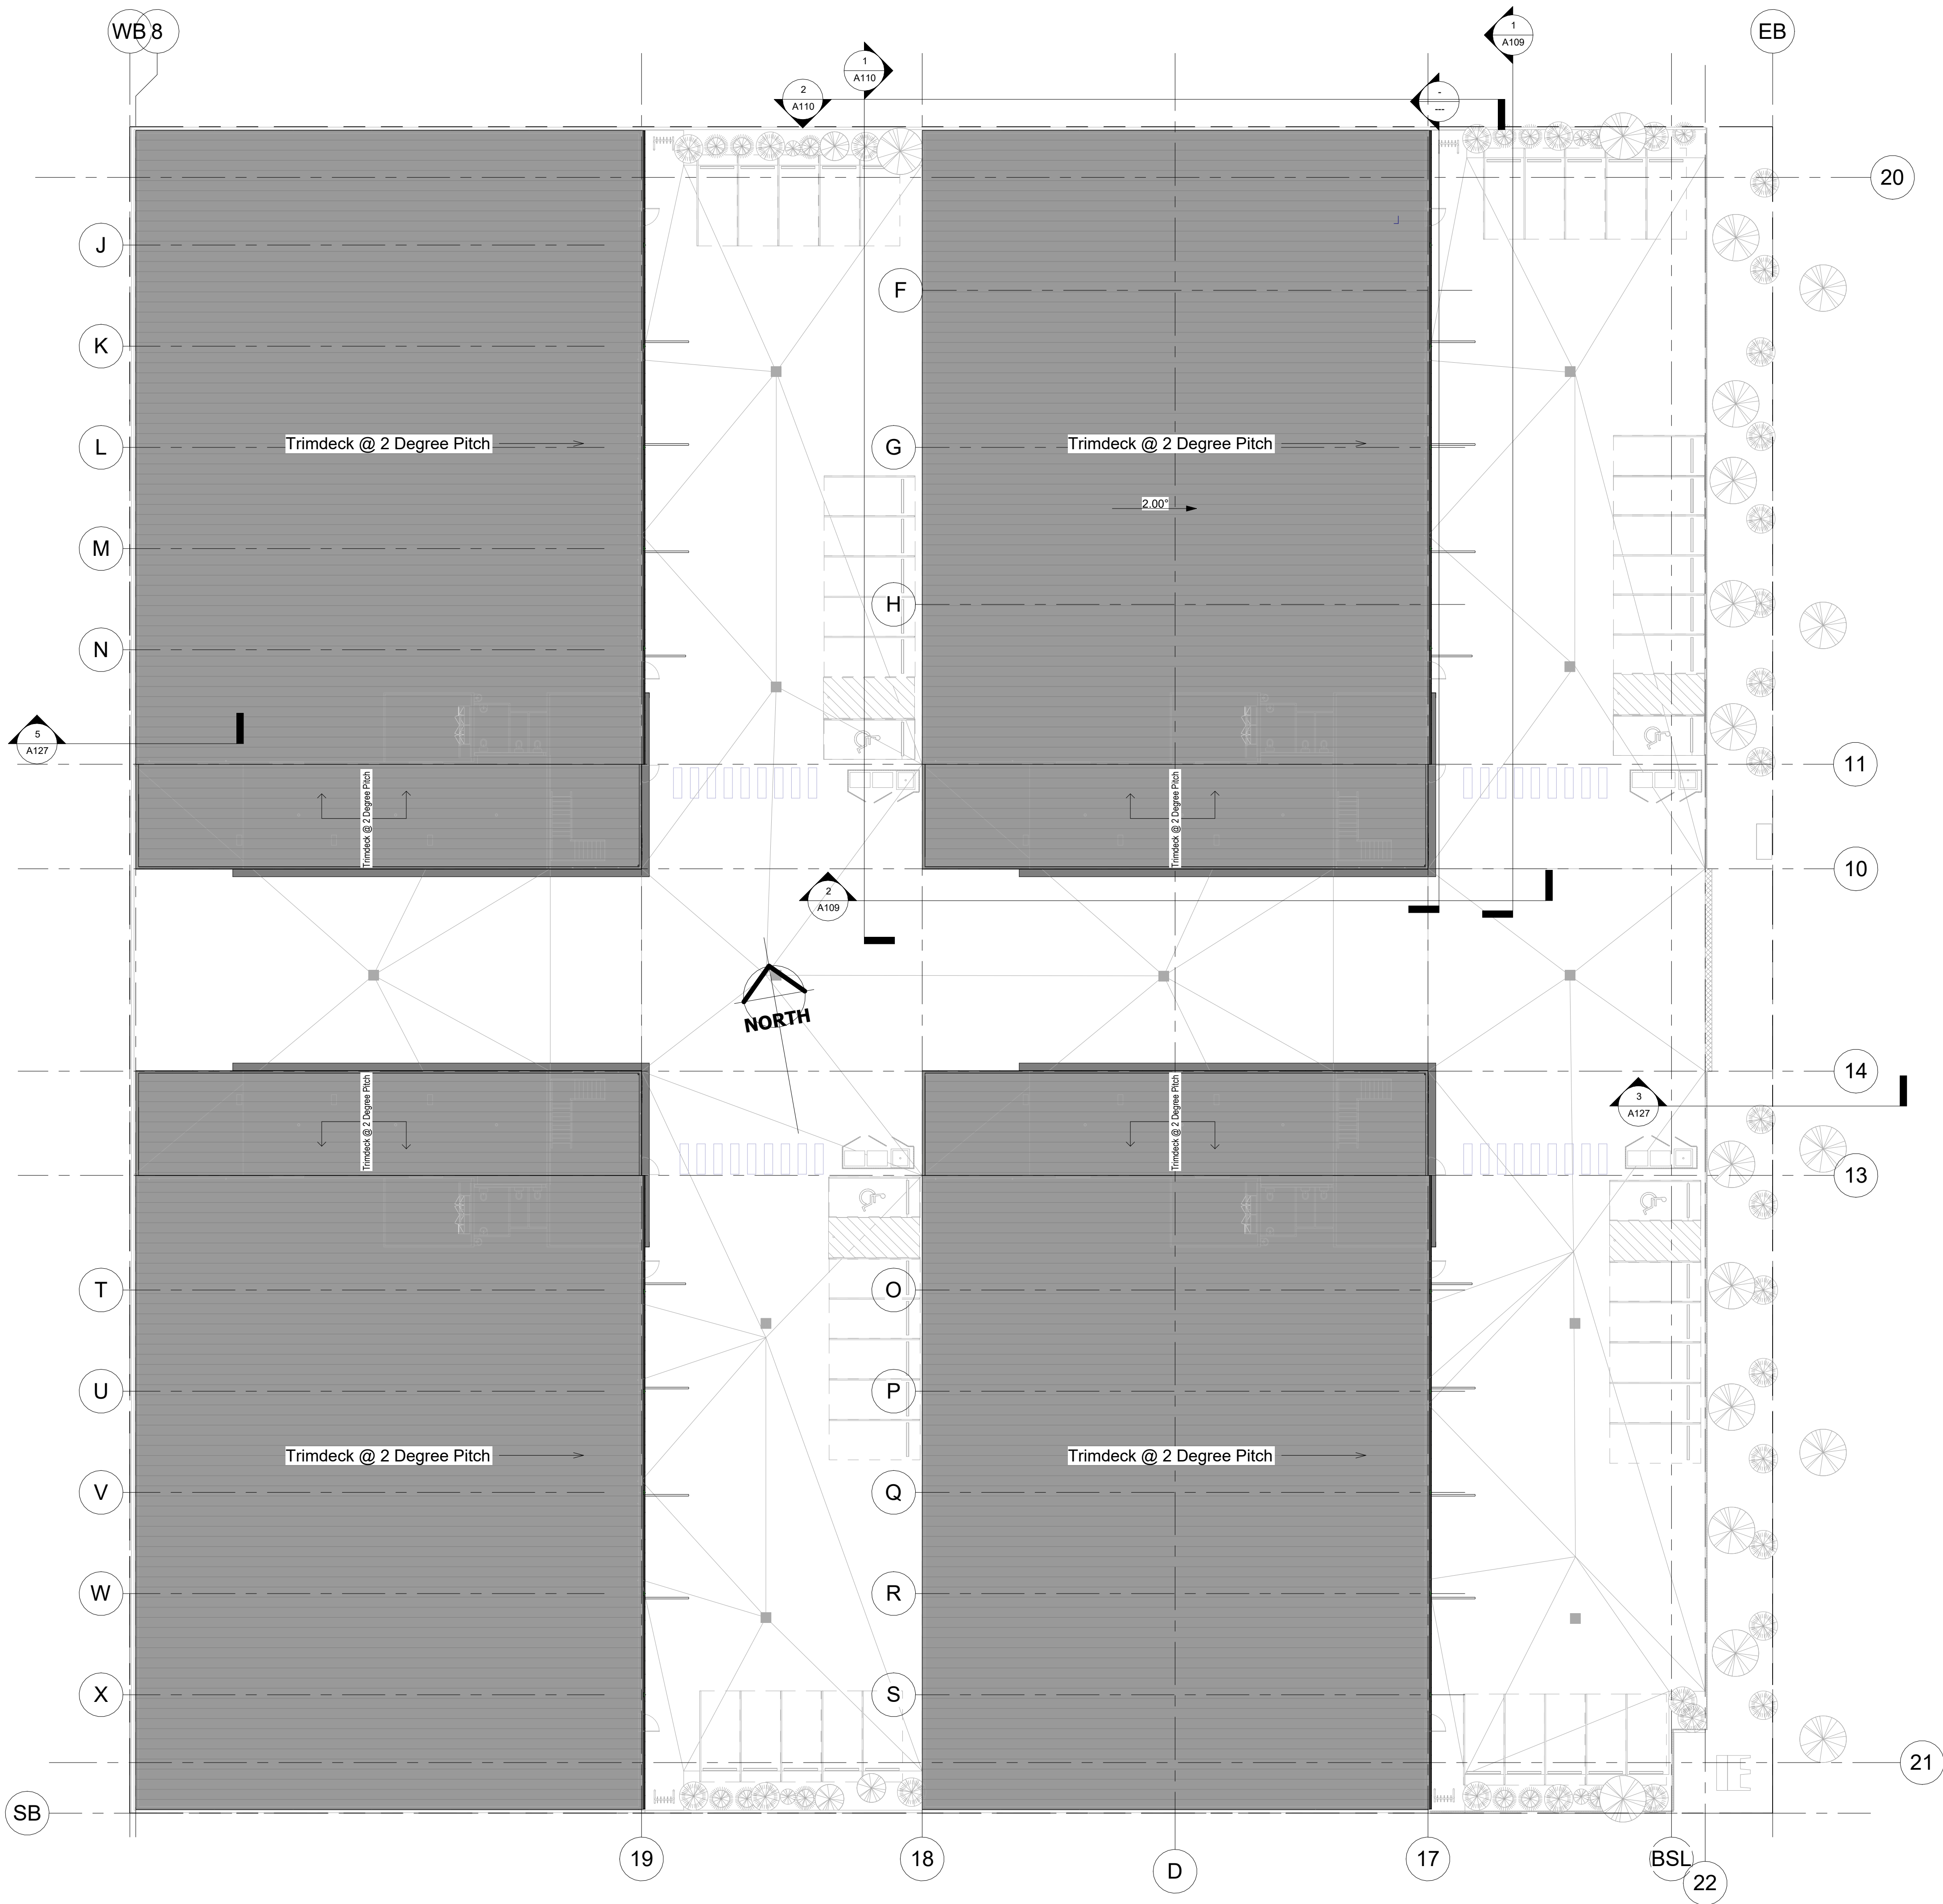 WB
8
1
A109
EB
1
A110
2
A110
-
---
20
J
F
K
Trimdeck @ 2 Degree Pitch
Trimdeck @ 2 Degree Pitch
L
G
2.00°
M
H
N
5
A127
11
Trimdeck @ 2 Degree Pitch
Trimdeck @ 2 Degree Pitch
10
2
A109
NORTH
14
Trimdeck @ 2 Degree Pitch
Trimdeck @ 2 Degree Pitch
3
A127
13
T
O
U
P
Trimdeck @ 2 Degree Pitch
Trimdeck @ 2 Degree Pitch
V
Q
W
R
X
S
21
SB
19
18
D
17
BSL
22